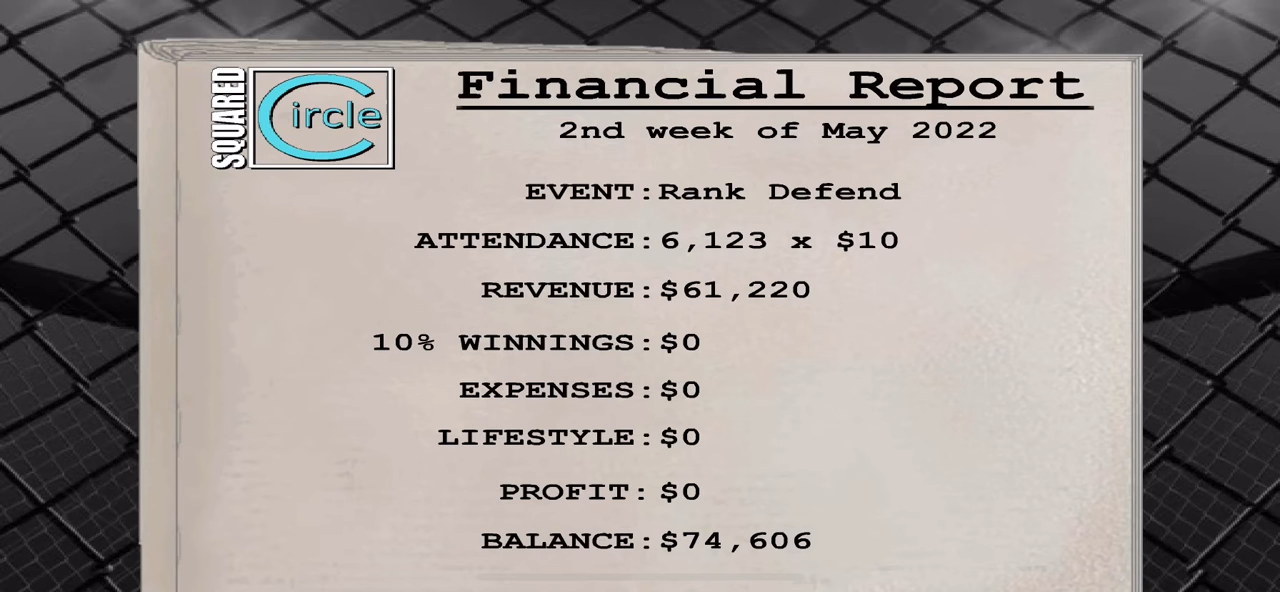 SQUARED
Circle
Financial Report
2nd week of May 2022
EVENT:Rank Defend
ATTENDANCE:6,123 x $10
REVENUE:$61,220
10% WINNINGS:$0
EXPENSES:$0
LIFESTYLE:$0
PROFIT:$0
BALANCE:$74,606